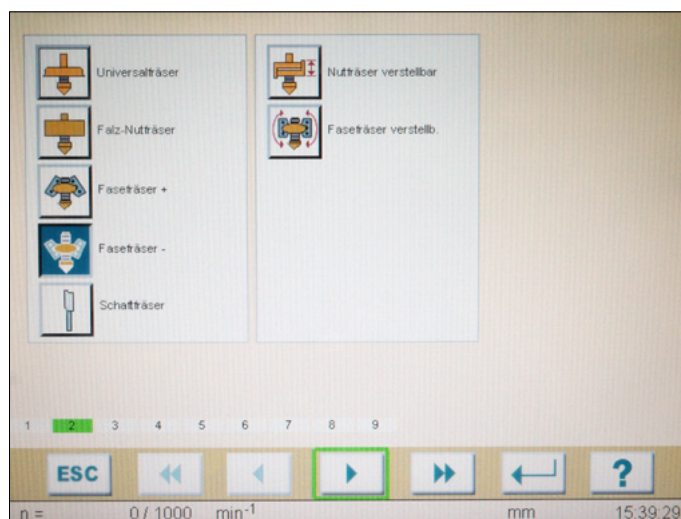 Universalfräser
Falz-Nutfräser
Fasefräser +
Fasefräser -
Schaftfräser
Nutfräser verstellbar
Fasefräser verstellb.
1 2 3 4 5 6 7 8 9
ESC ?
n = 0 / 1000 min-1 mm 15:39:29